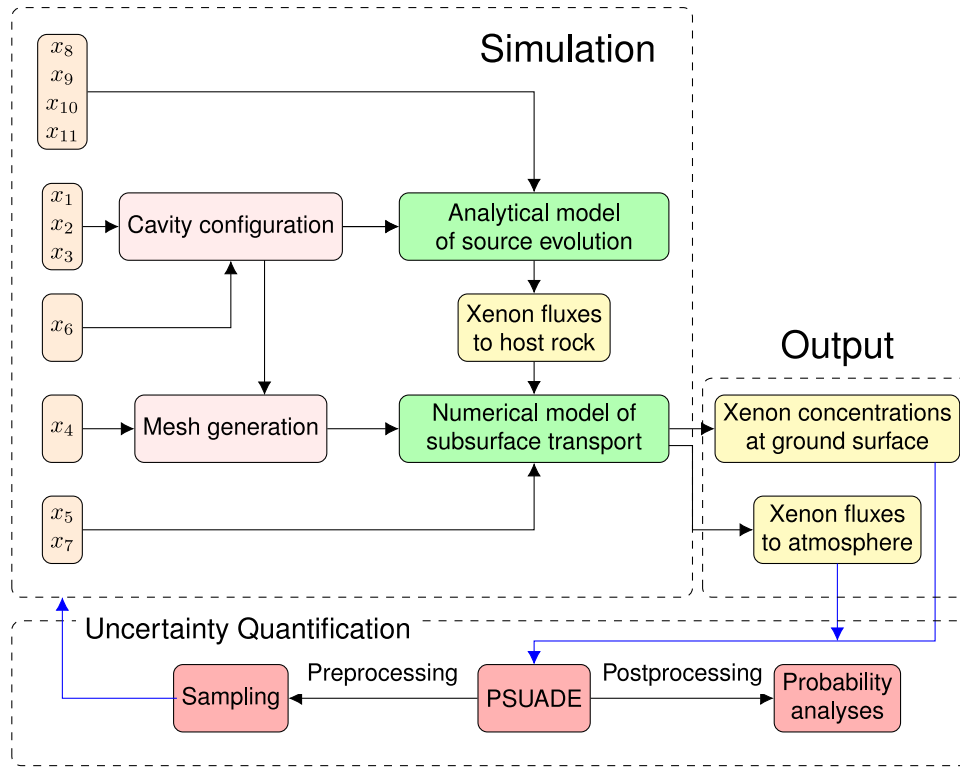 Simulation
x₈
x₉
x₁₀
x₁₁
x₁
x₂
x₃
Cavity configuration
Analytical model
of source evolution
x₆
Xenon fluxes
to host rock
Output
x₄
Mesh generation
Numerical model of
subsurface transport
Xenon concentrations
at ground surface
x₅
x₇
Xenon fluxes
to atmosphere
Uncertainty Quantification
Sampling
Preprocessing
PSUADE
Postprocessing
Probability
analyses